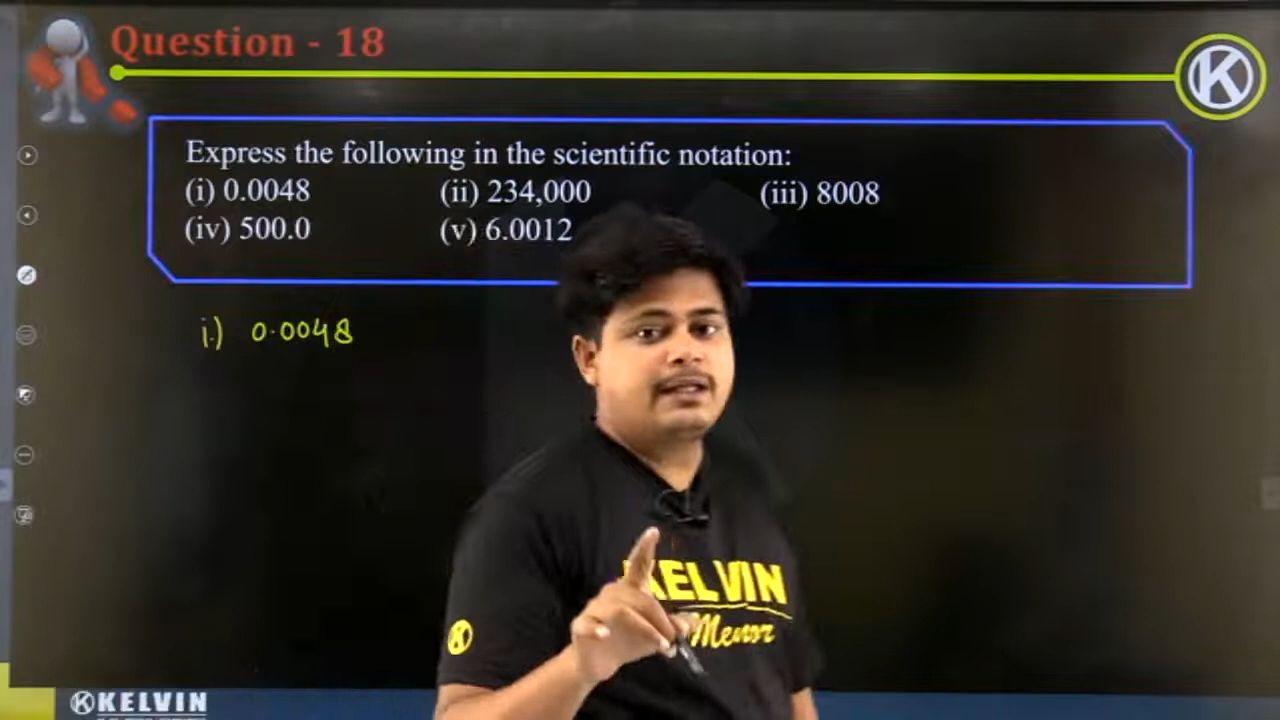 Question - 18
K
Express the following in the scientific notation:
(i) 0.0048 (ii) 234,000 (iii) 8008
(iv) 500.0 (v) 6.0012
i.) 0.0048
KELVIN
Mentor
K
KELVIN